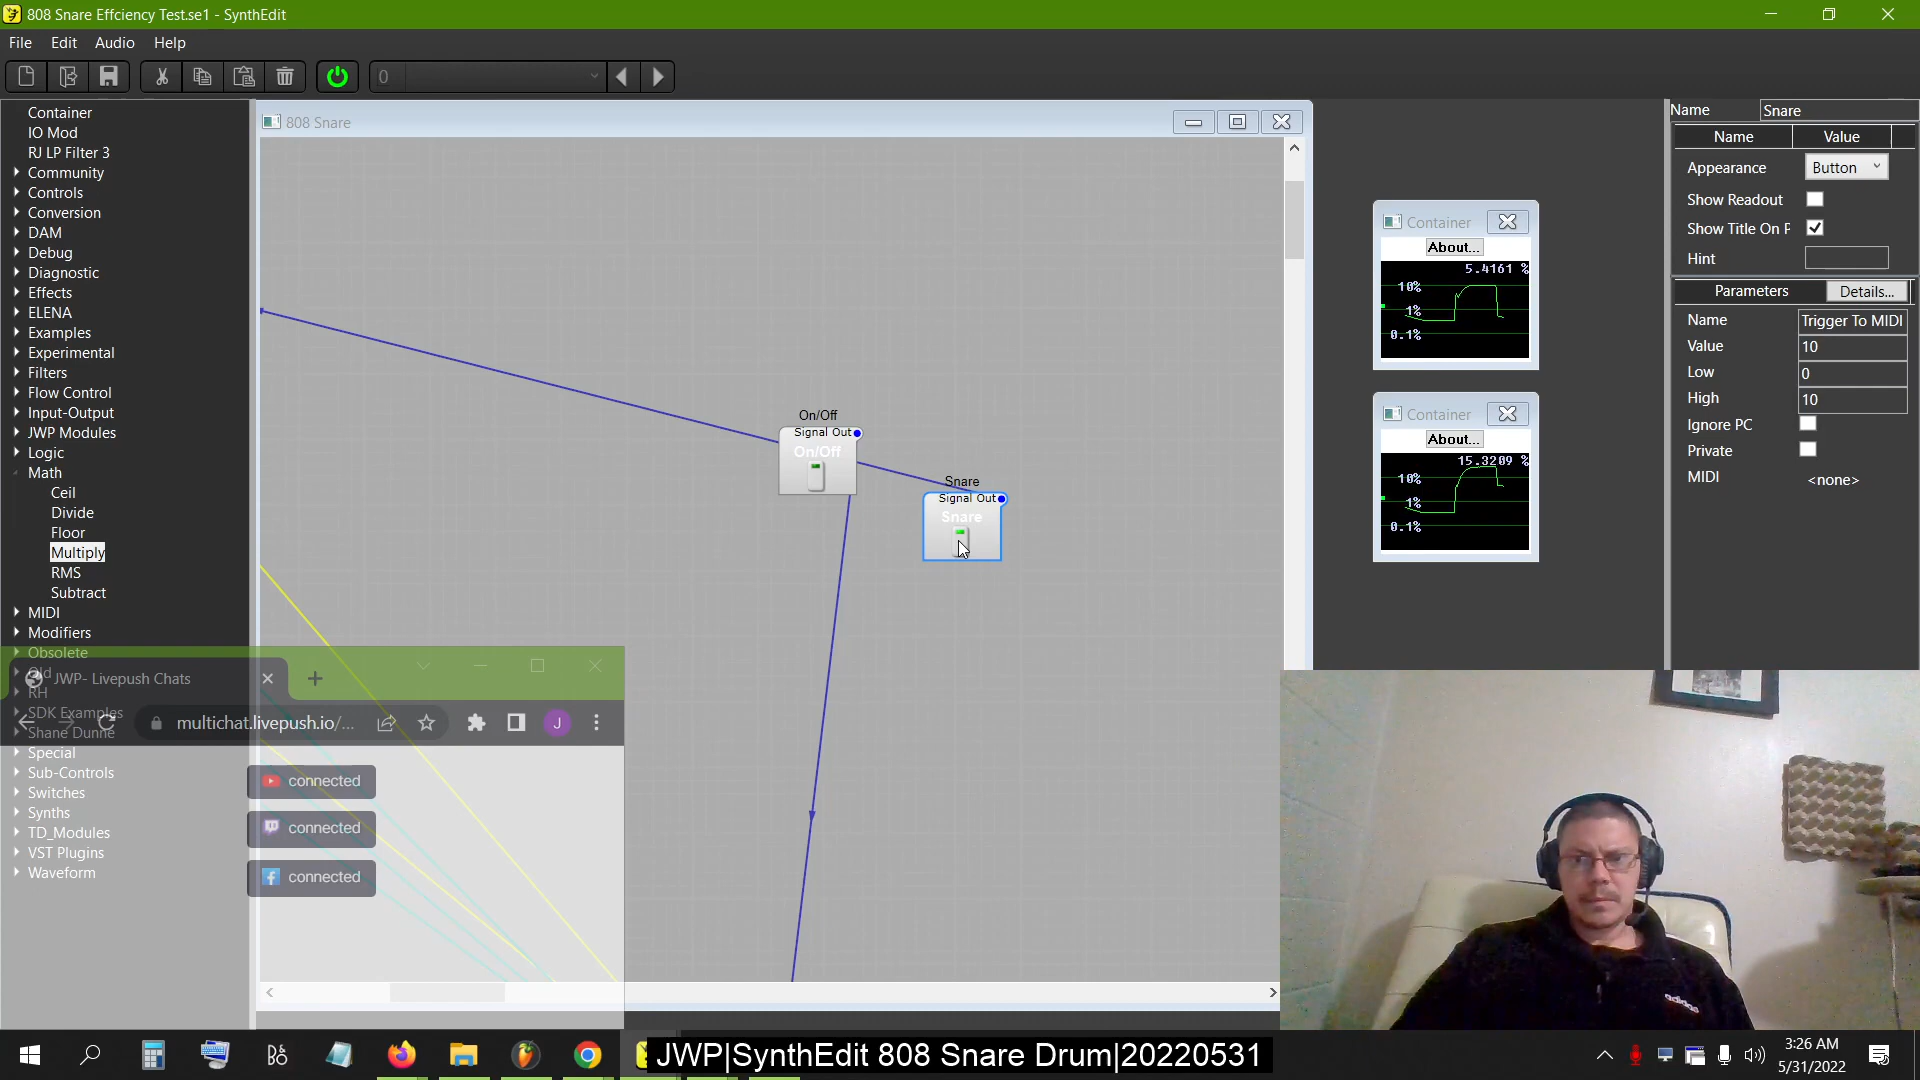 808 Snare Effciency Test.se1 - SynthEdit
File Edit Audio Help
0
Container
IO Mod
RJ LP Filter 3
Community
Controls
Conversion
DAM
Debug
Diagnostic
Effects
ELENA
Examples
Experimental
Filters
Flow Control
Input-Output
JWP Modules
Logic
Math
Ceil
Divide
Floor
Multiply
RMS
Subtract
MIDI
Modifiers
Obsolete
Old
RH
SDK Examples
Shane Dunne
Special
Sub-Controls
Switches
Synths
TD_Modules
VST Plugins
Waveform
808 Snare
On/Off
Signal Out
On/Off
Snare
Signal Out
Snare
JWP- Livepush Chats
multichat.livepush.io/...
J
connected
connected
connected
Container
About...
5.4161 %
10%
1%
0.1%
Container
About...
15.3209 %
10%
1%
0.1%
Name Snare
Name Value
Appearance Button
Show Readout
Show Title On P
Hint
Parameters Details...
Name Trigger To MIDI
Value 10
Low 0
High 10
Ignore PC
Private
MIDI <none>
adidas
JWP|SynthEdit 808 Snare Drum|20220531
3:26 AM
5/31/2022